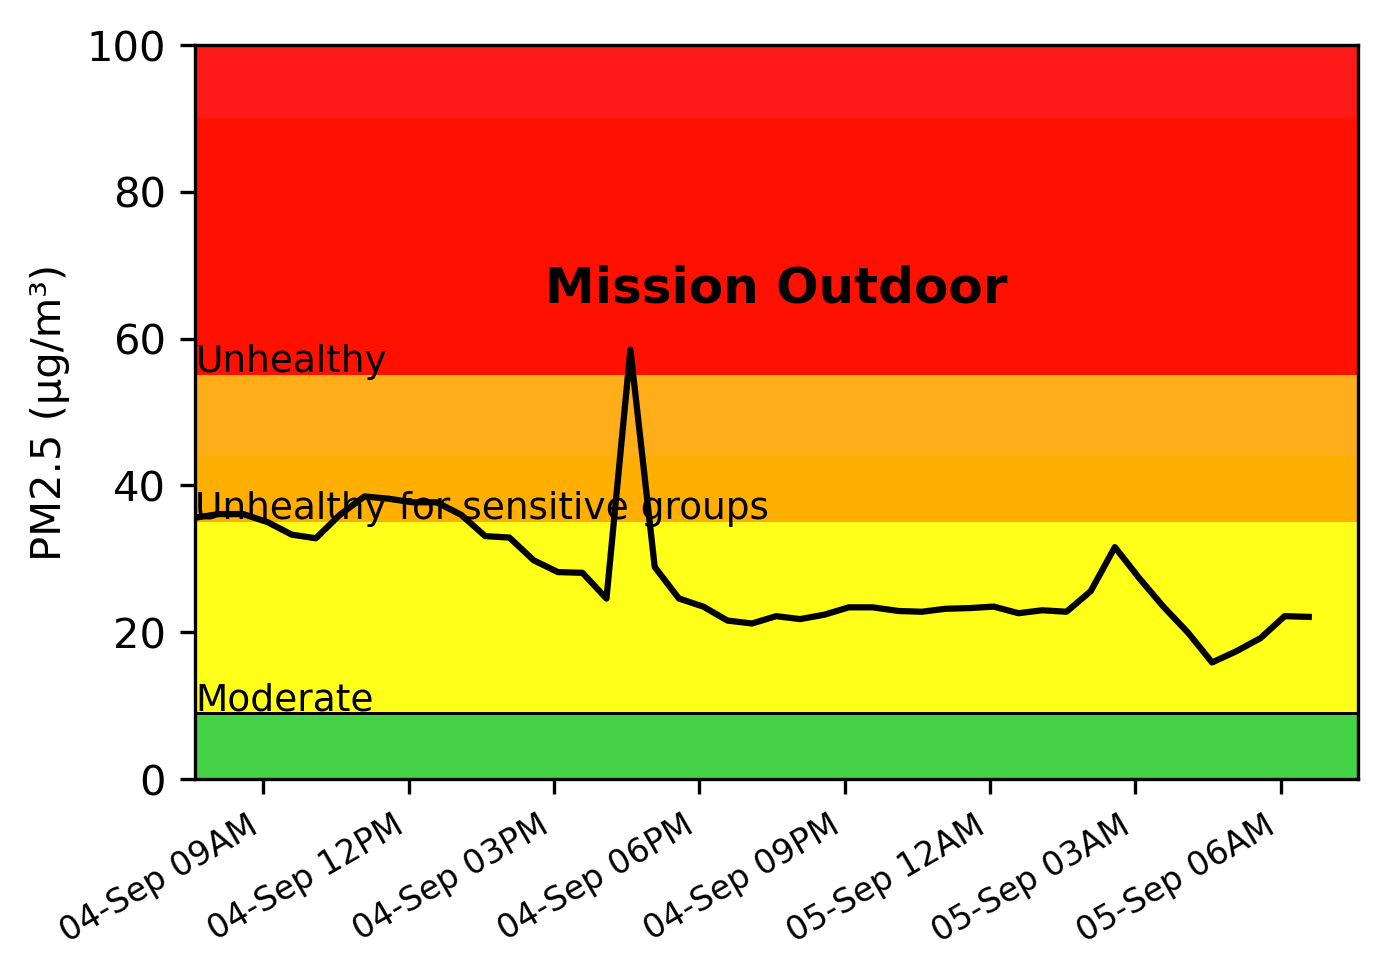 100
80
60
40
20
0
PM2.5 (µg/m³)
Mission Outdoor
Unhealthy
Unhealthy for sensitive groups
Moderate
04-Sep 09AM
04-Sep 12PM
04-Sep 03PM
04-Sep 06PM
04-Sep 09PM
05-Sep 12AM
05-Sep 03AM
05-Sep 06AM